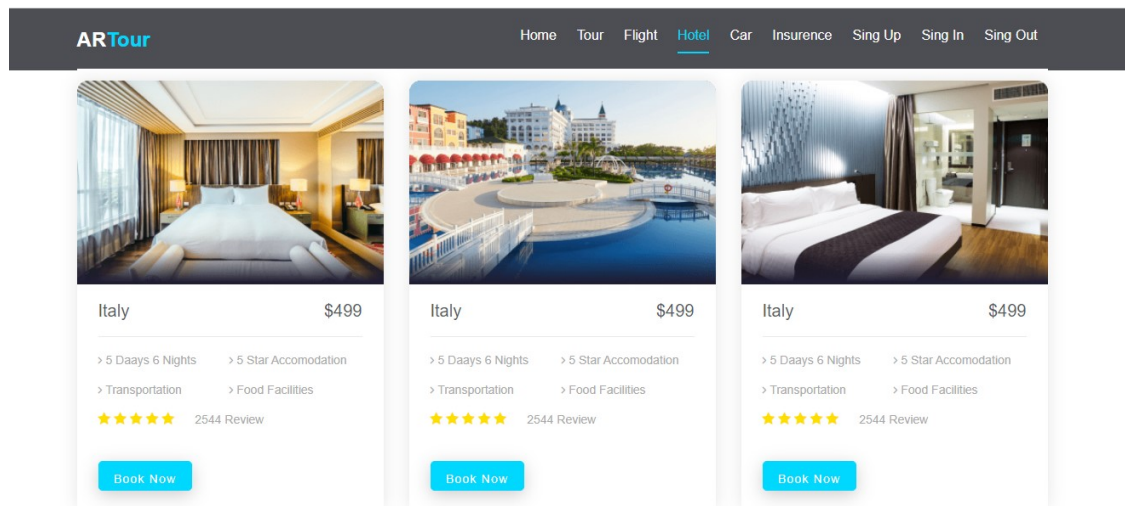 ARTour Home Tour Flight Hotel Car Insurence Sing Up Sing In Sing Out
Italy $499
> 5 Daays 6 Nights > 5 Star Accomodation
> Transportation > Food Facilities
2544 Review
Book Now
Italy $499
> 5 Daays 6 Nights > 5 Star Accomodation
> Transportation > Food Facilities
2544 Review
Book Now
Italy $499
> 5 Daays 6 Nights > 5 Star Accomodation
> Transportation > Food Facilities
2544 Review
Book Now